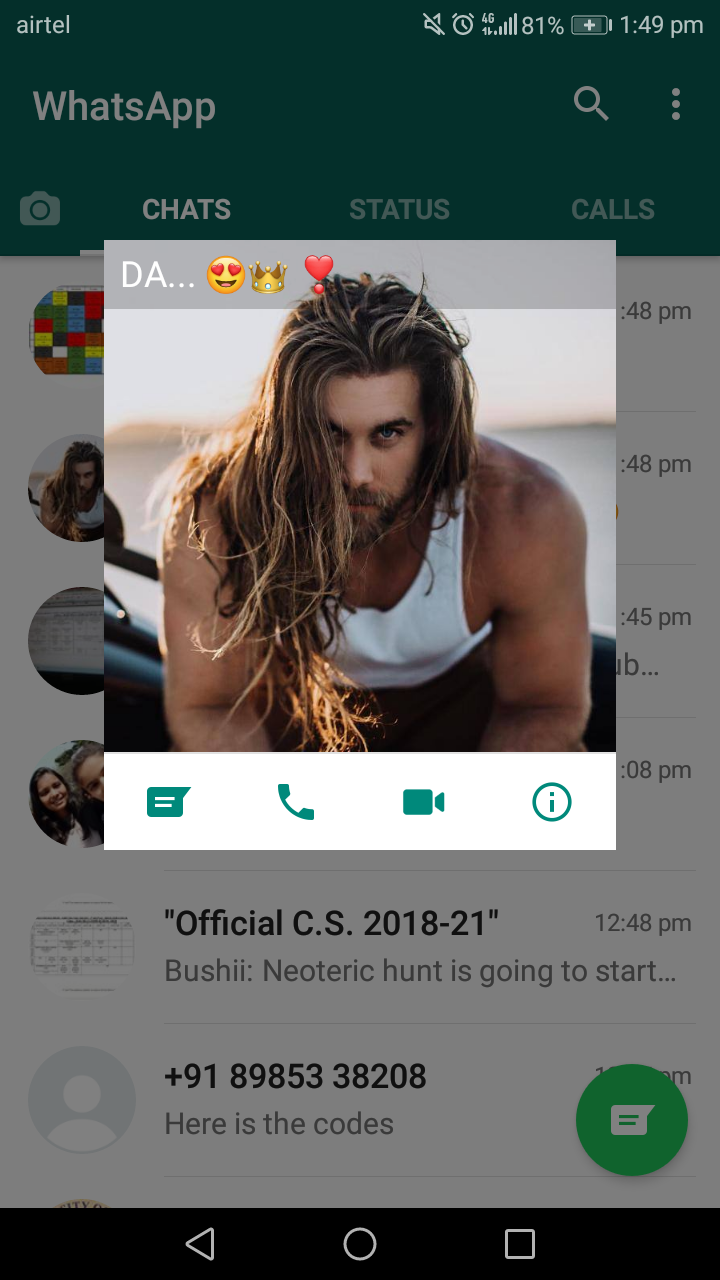 airtel 4G 81% 1:49 pm
WhatsApp
CHATS STATUS CALLS
DA... 😍👑 ❣️
:48 pm
:48 pm
:45 pm
ub...
:08 pm
"Official C.S. 2018-21" 12:48 pm
Bushii: Neoteric hunt is going to start...
+91 89853 38208 pm
Here is the codes